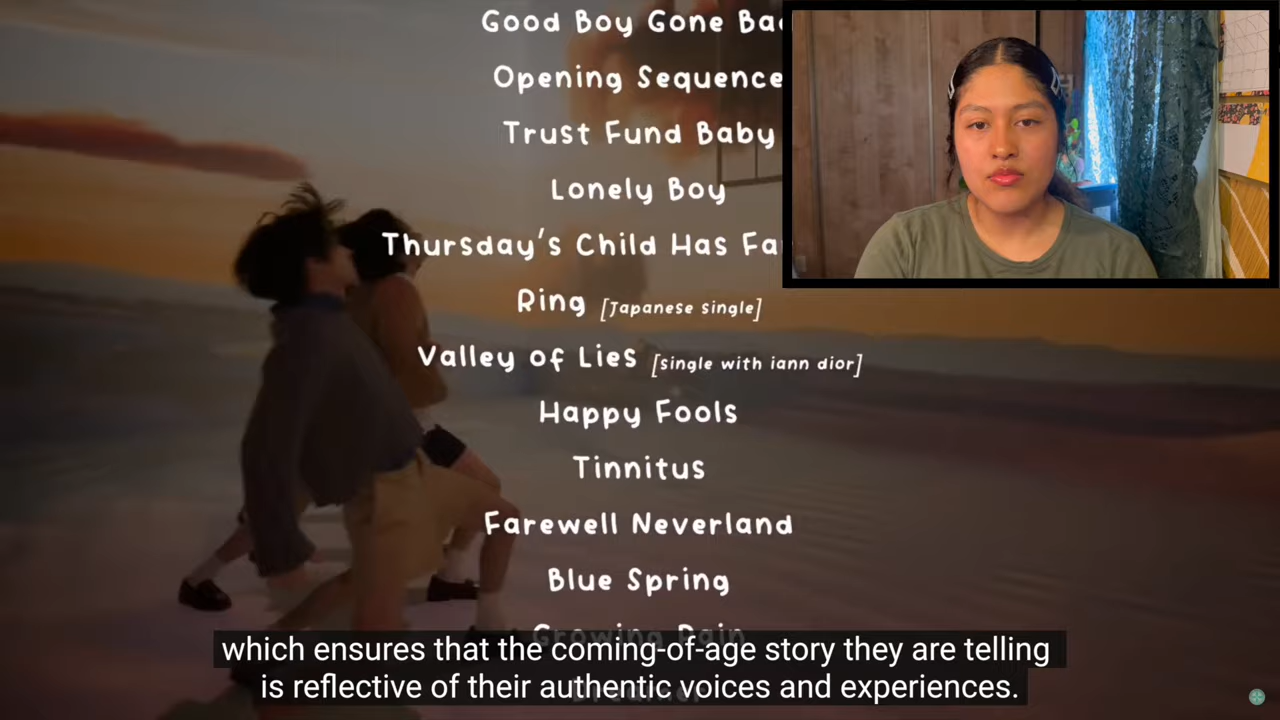 Good Boy Gone Ba
Opening Sequence
Trust Fund Baby
Lonely Boy
Thursday's Child Has Fa
Ring [Japanese single]
Valley of Lies [single with iann dior]
Happy Fools
Tinnitus
Farewell Neverland
Blue Spring
Growing Pain
which ensures that the coming-of-age story they are telling
is reflective of their authentic voices and experiences.